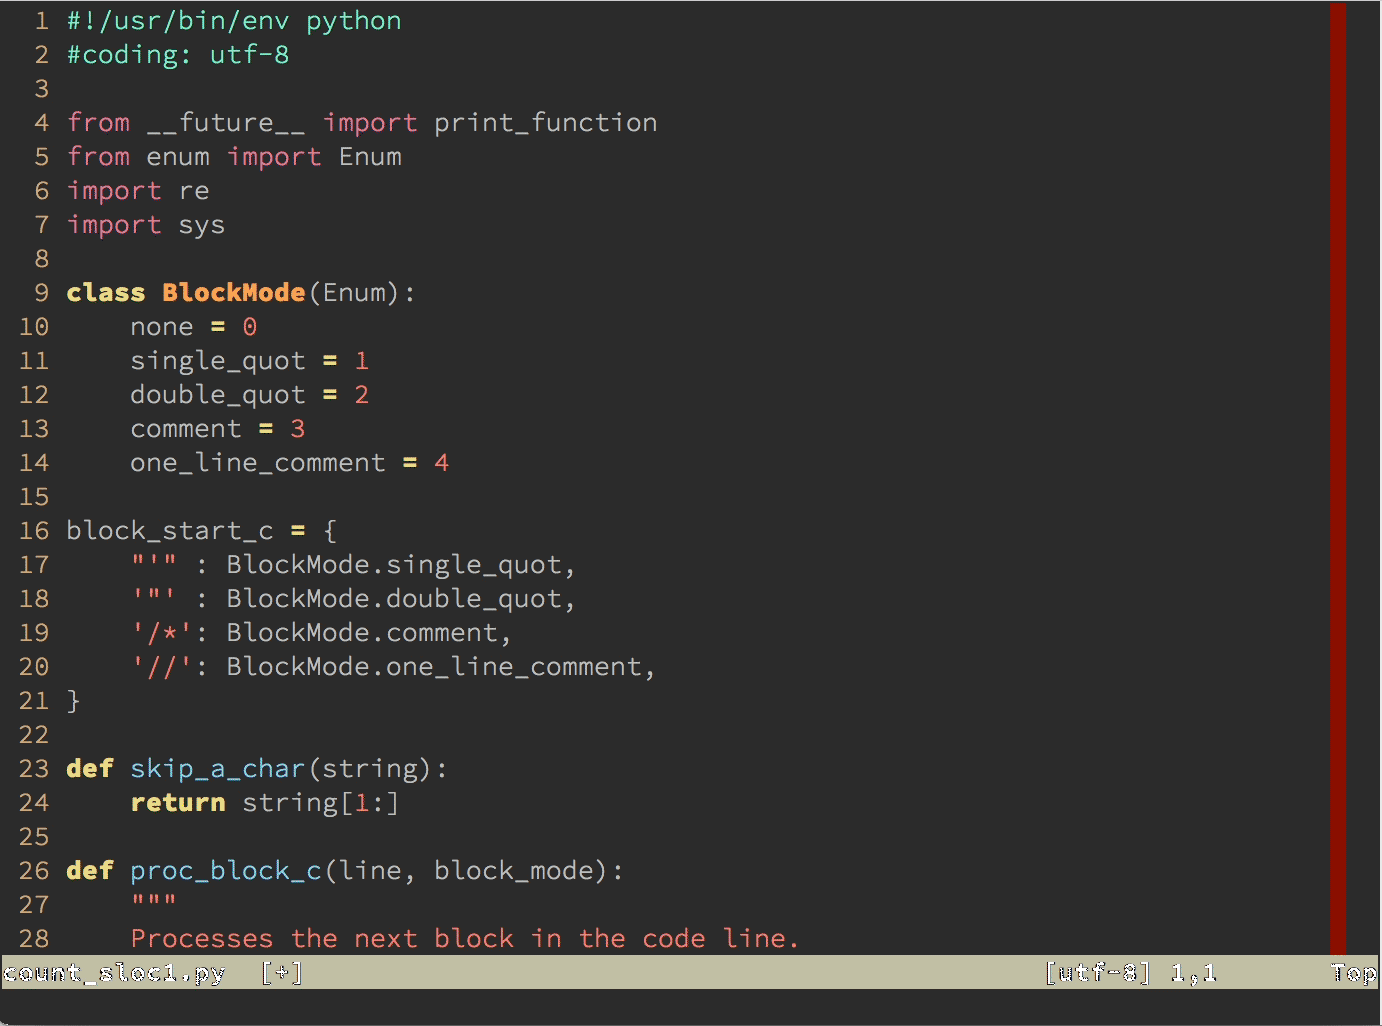 1 #!/usr/bin/env python
2 #coding: utf-8
3
4 from __future__ import print_function
5 from enum import Enum
6 import re
7 import sys
8
9 class BlockMode(Enum):
10     none = 0
11     single_quot = 1
12     double_quot = 2
13     comment = 3
14     one_line_comment = 4
15
16 block_start_c = {
17     "'" : BlockMode.single_quot,
18     '"' : BlockMode.double_quot,
19     '/*': BlockMode.comment,
20     '//': BlockMode.one_line_comment,
21 }
22
23 def skip_a_char(string):
24     return string[1:]
25
26 def proc_block_c(line, block_mode):
27     """
28     Processes the next block in the code line.
count_sloc1.py  [+] [utf-8] 1,1 Top